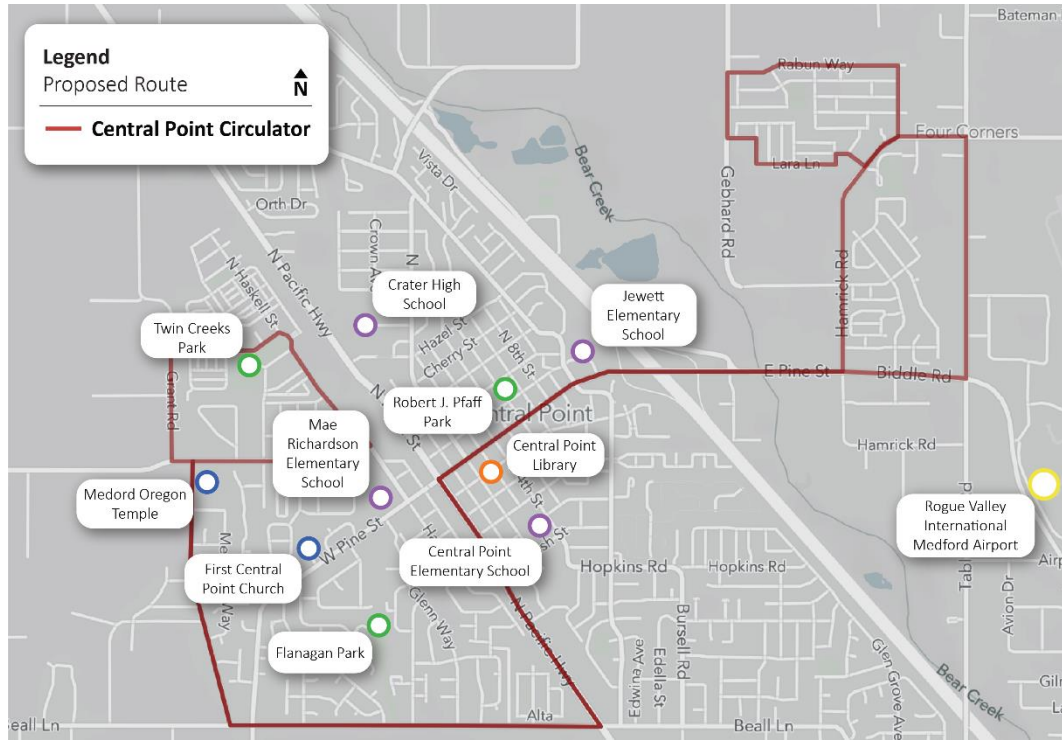 Legend
Proposed Route
N
Central Point Circulator
Bateman
Rabun Way
Four Corners
Lara Ln
Gebhard Rd
Bear Creek
Vista Dr
Orth Dr
Crown
N Haskell St
N Pacific Hwy
N
Crater High
School
Jewett
Elementary
School
Hamrick Rd
Twin Creeks
Park
Hazel St
Cherry St
N 8th St
Grant Rd
E Pine St
Biddle Rd
Robert J. Pfaff
Park
Central Point
Mae
Richardson
Elementary
School
Central Point
Library
Hamrick Rd
4th St
Medord Oregon
Temple
W Pine St
Rogue Valley
International
Medford Airport
First Central
Point Church
Way
Central Point
Elementary School
Hopkins Rd
Hopkins Rd
Glenn Way
N Pacific Hwy
Avion Dr
Flanagan Park
Edwina Ave
Edella St
Bursell Rd
Glen Grove Ave
Bear Creek
Beall Ln
Alta
Beall Ln